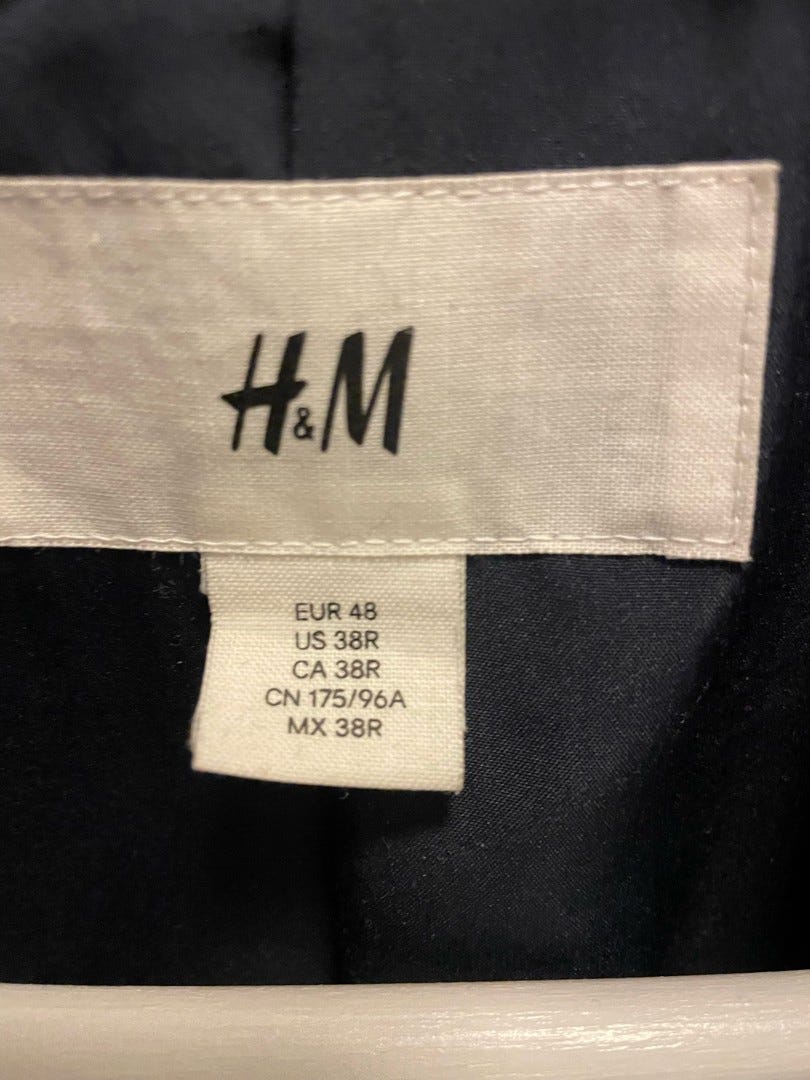 H&M
EUR 48
US 38R
CA 38R
CN 175/96A
MX 38R